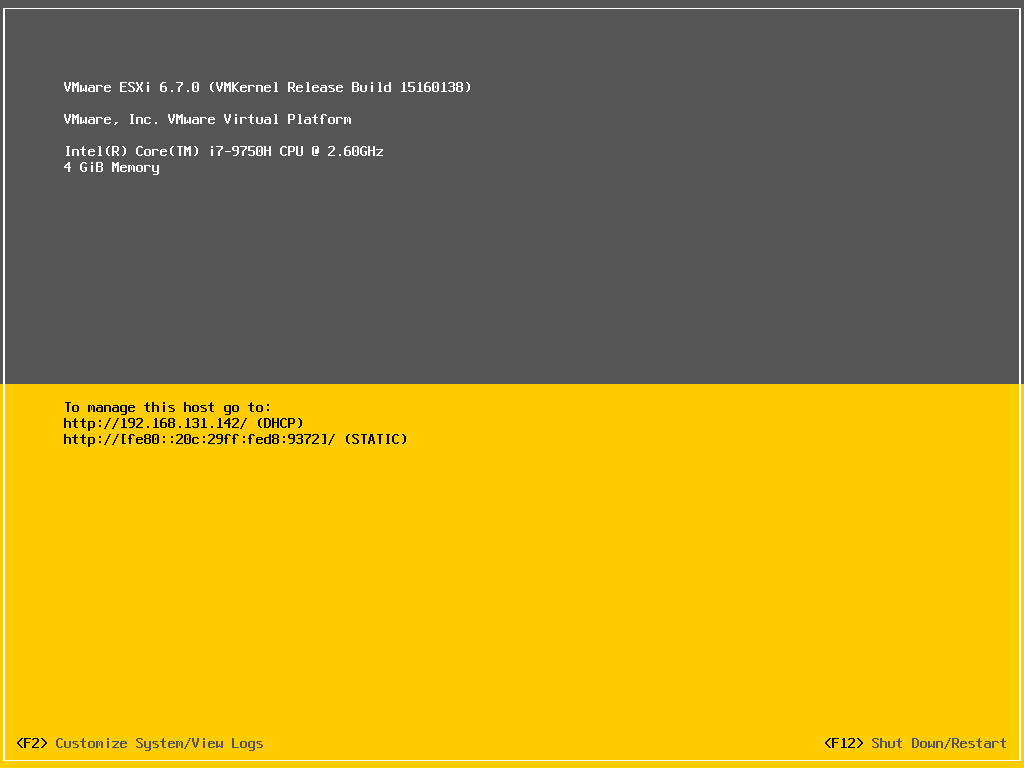 VMware ESXi 6.7.0 (VMKernel Release Build 15160138)
VMware, Inc. VMware Virtual Platform
Intel(R) Core(TM) i7-9750H CPU @ 2.60GHz
4 GiB Memory
To manage this host go to:
http://192.168.131.142/ (DHCP)
http://[fe80::20c:29ff:fed8:9372]/ (STATIC)
<F2> Customize System/View Logs
<F12> Shut Down/Restart